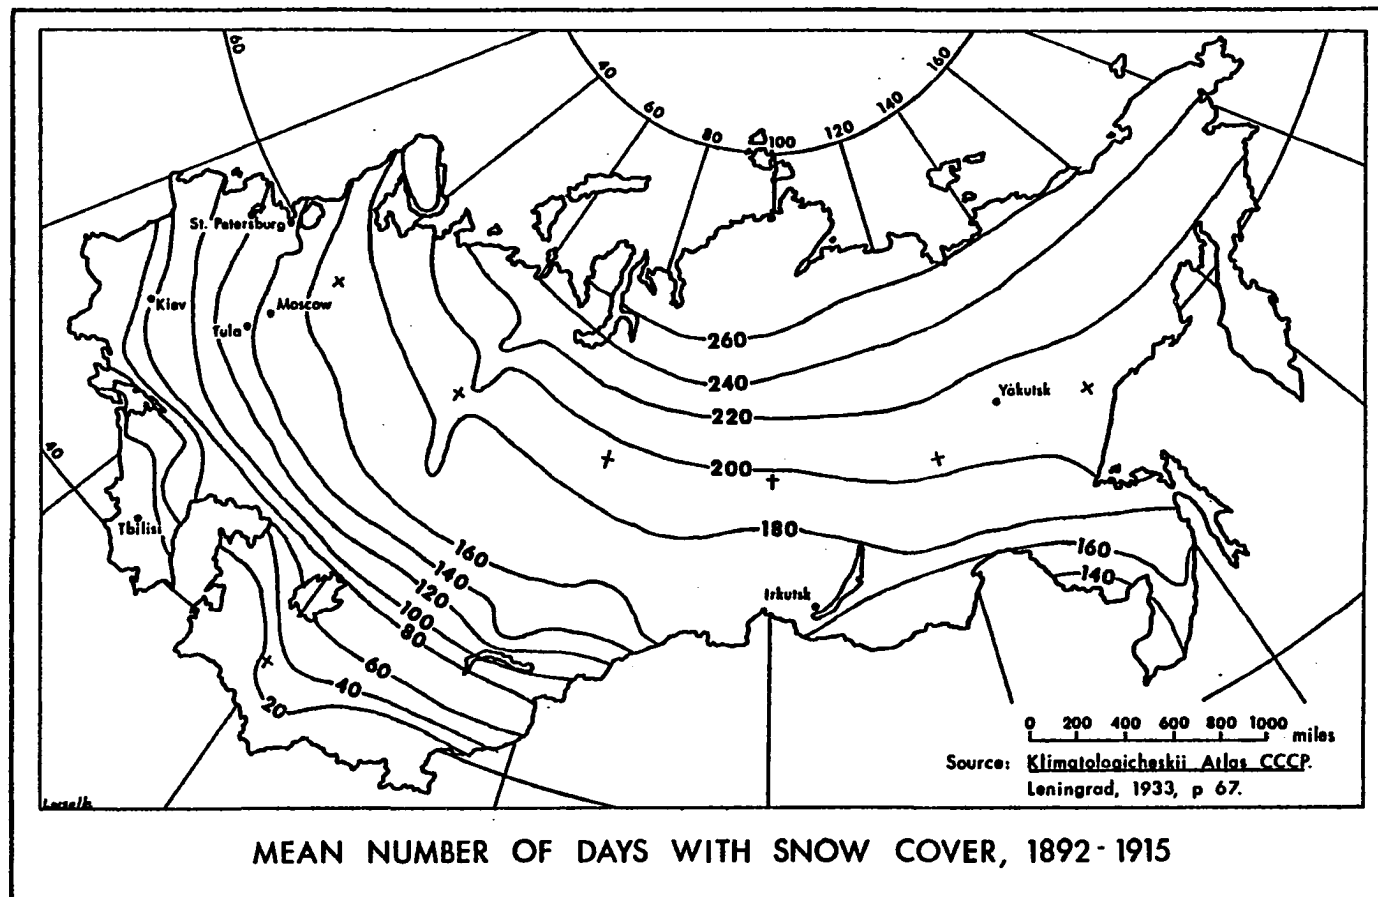 60
40
60
80
100
120
140
160
St. Petersburg
Kiev
Moscow
Tula
260
240
220
Yakutsk
200
40
180
Tbilisi
160
140
120
100
80
60
40
20
Irkutsk
160
140
0 200 400 600 800 1000 miles
Source: Klimatologicheskii Atlas CCCP.
Leningrad, 1933, p 67.
MEAN NUMBER OF DAYS WITH SNOW COVER, 1892-1915